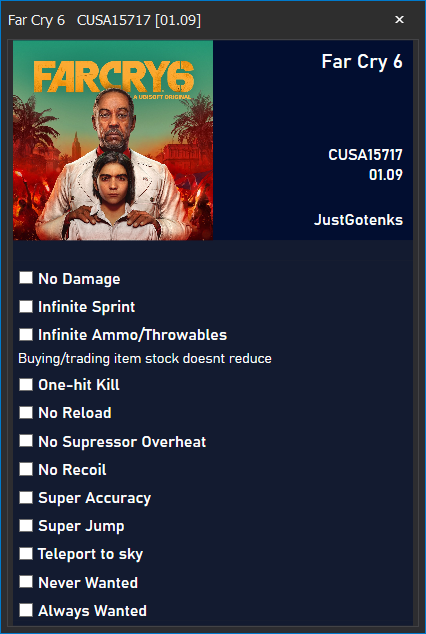 Far Cry 6 CUSA15717 [01.09]
FARCRY6
A UBISOFT ORIGINAL
Far Cry 6
CUSA15717
01.09
JustGotenks
No Damage
Infinite Sprint
Infinite Ammo/Throwables
Buying/trading item stock doesnt reduce
One-hit Kill
No Reload
No Supressor Overheat
No Recoil
Super Accuracy
Super Jump
Teleport to sky
Never Wanted
Always Wanted